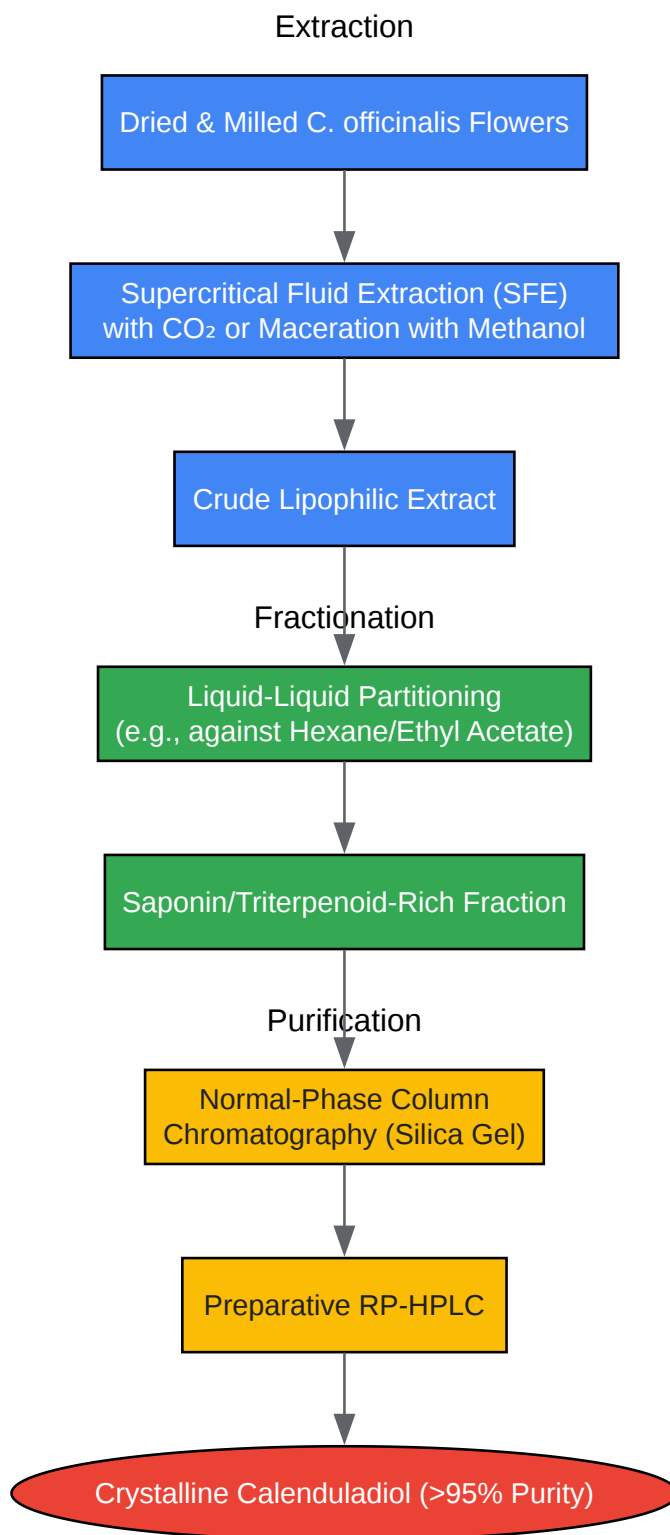 Extraction
Dried & Milled C. officinalis Flowers
Supercritical Fluid Extraction (SFE)
with CO₂ or Maceration with Methanol
Crude Lipophilic Extract
Fractionation
Liquid-Liquid Partitioning
(e.g., against Hexane/Ethyl Acetate)
Saponin/Triterpenoid-Rich Fraction
Purification
Normal-Phase Column
Chromatography (Silica Gel)
Preparative RP-HPLC
Crystalline Calenduladiol (>95% Purity)